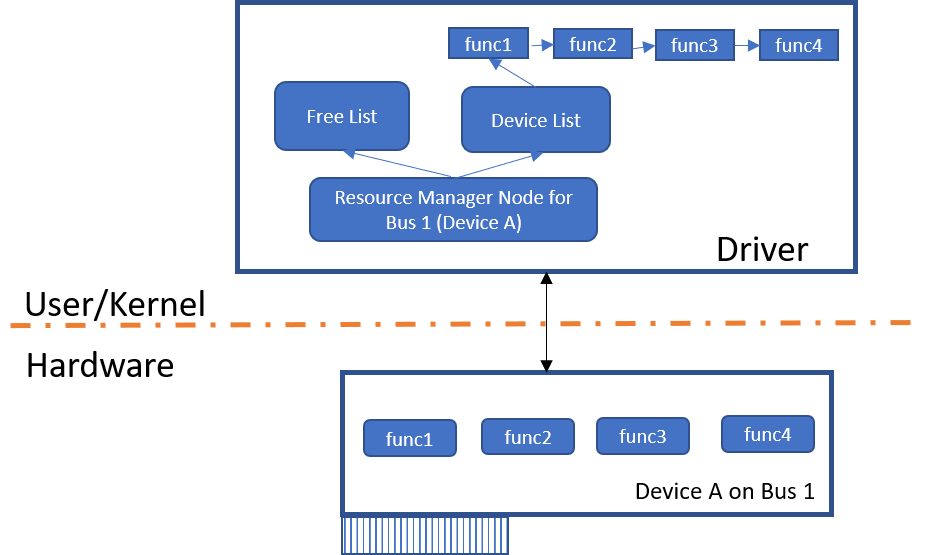 func1
func2
func3
func4
Free List
Device List
Resource Manager Node for
Bus 1 (Device A)
Driver
User/Kernel
Hardware
func1
func2
func3
func4
Device A on Bus 1